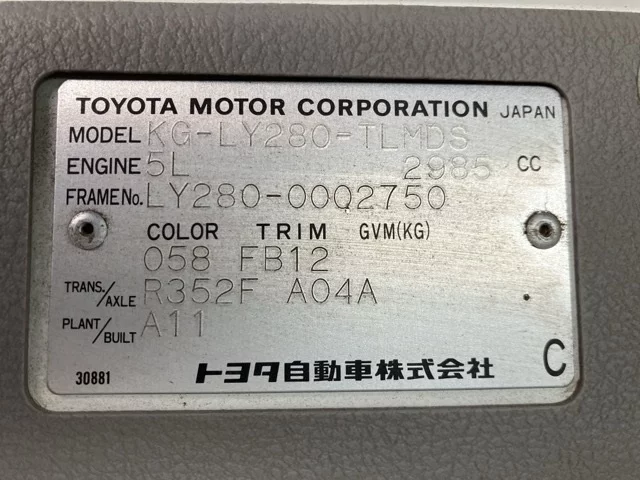 TOYOTA MOTOR CORPORATION JAPAN
MODEL KG-LY280-TLMDS
ENGINE 5L 2985 CC
FRAME No. LY280-0002750
COLOR TRIM GVM(KG)
058 FB12
TRANS./AXLE R352F A04A
PLANT/BUILT A11
30881 トヨタ自動車株式会社 C